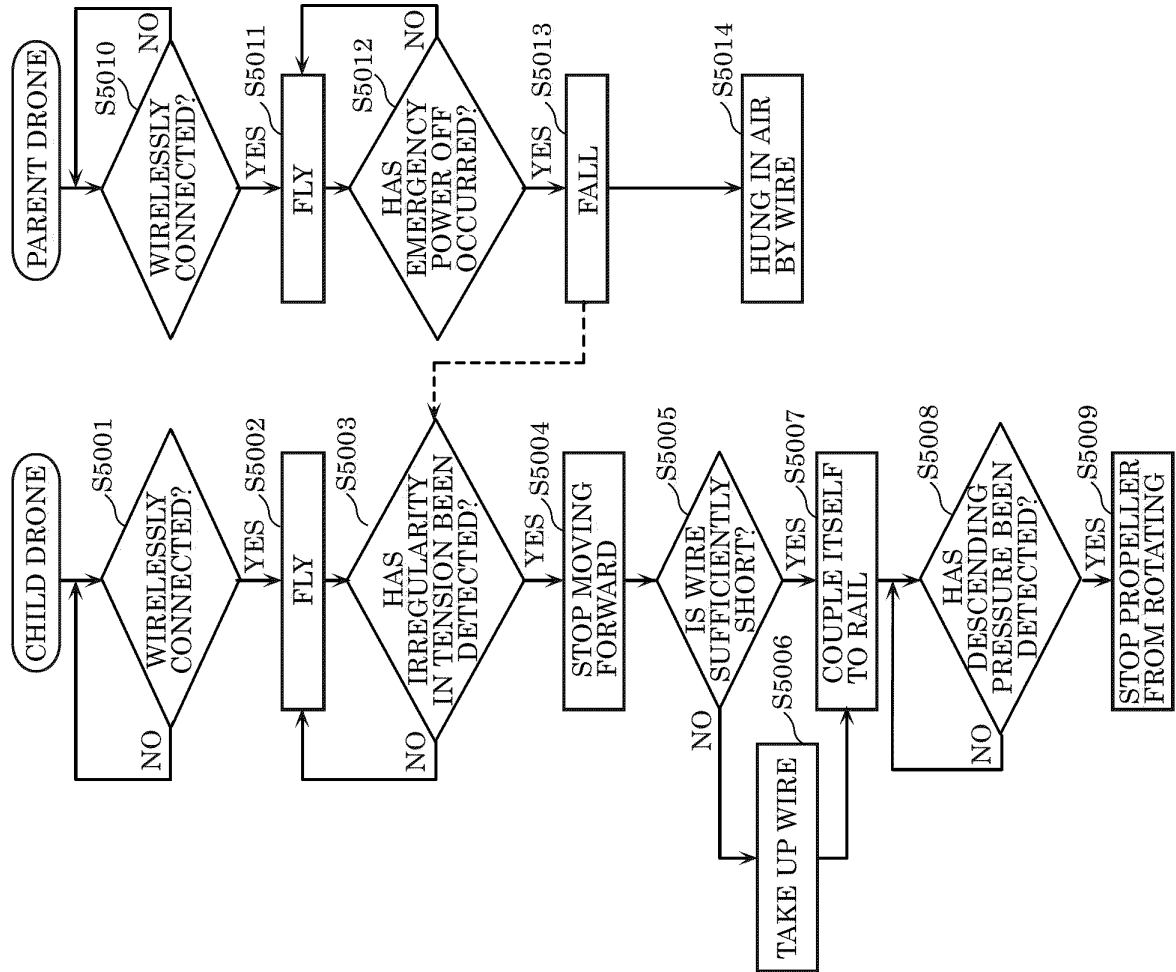 CHILD DRONE
WIRELESSLY
CONNECTED?
S5001
NO
YES
S5002
FLY
S5003
HAS
IRREGULARITY
IN TENSION BEEN
DETECTED?
NO
YES
S5004
STOP MOVING
FORWARD
S5005
IS WIRE
SUFFICIENTLY
SHORT?
NO
YES
S5006
TAKE UP WIRE
S5007
COUPLE ITSELF
TO RAIL
S5008
HAS
DESCENDING
PRESSURE BEEN
DETECTED?
NO
YES
S5009
STOP PROPELLER
FROM ROTATING
PARENT DRONE
S5010
WIRELESSLY
CONNECTED?
NO
YES
S5011
FLY
S5012
HAS
EMERGENCY
POWER OFF
OCCURRED?
NO
YES
S5013
FALL
S5014
HUNG IN AIR
BY WIRE